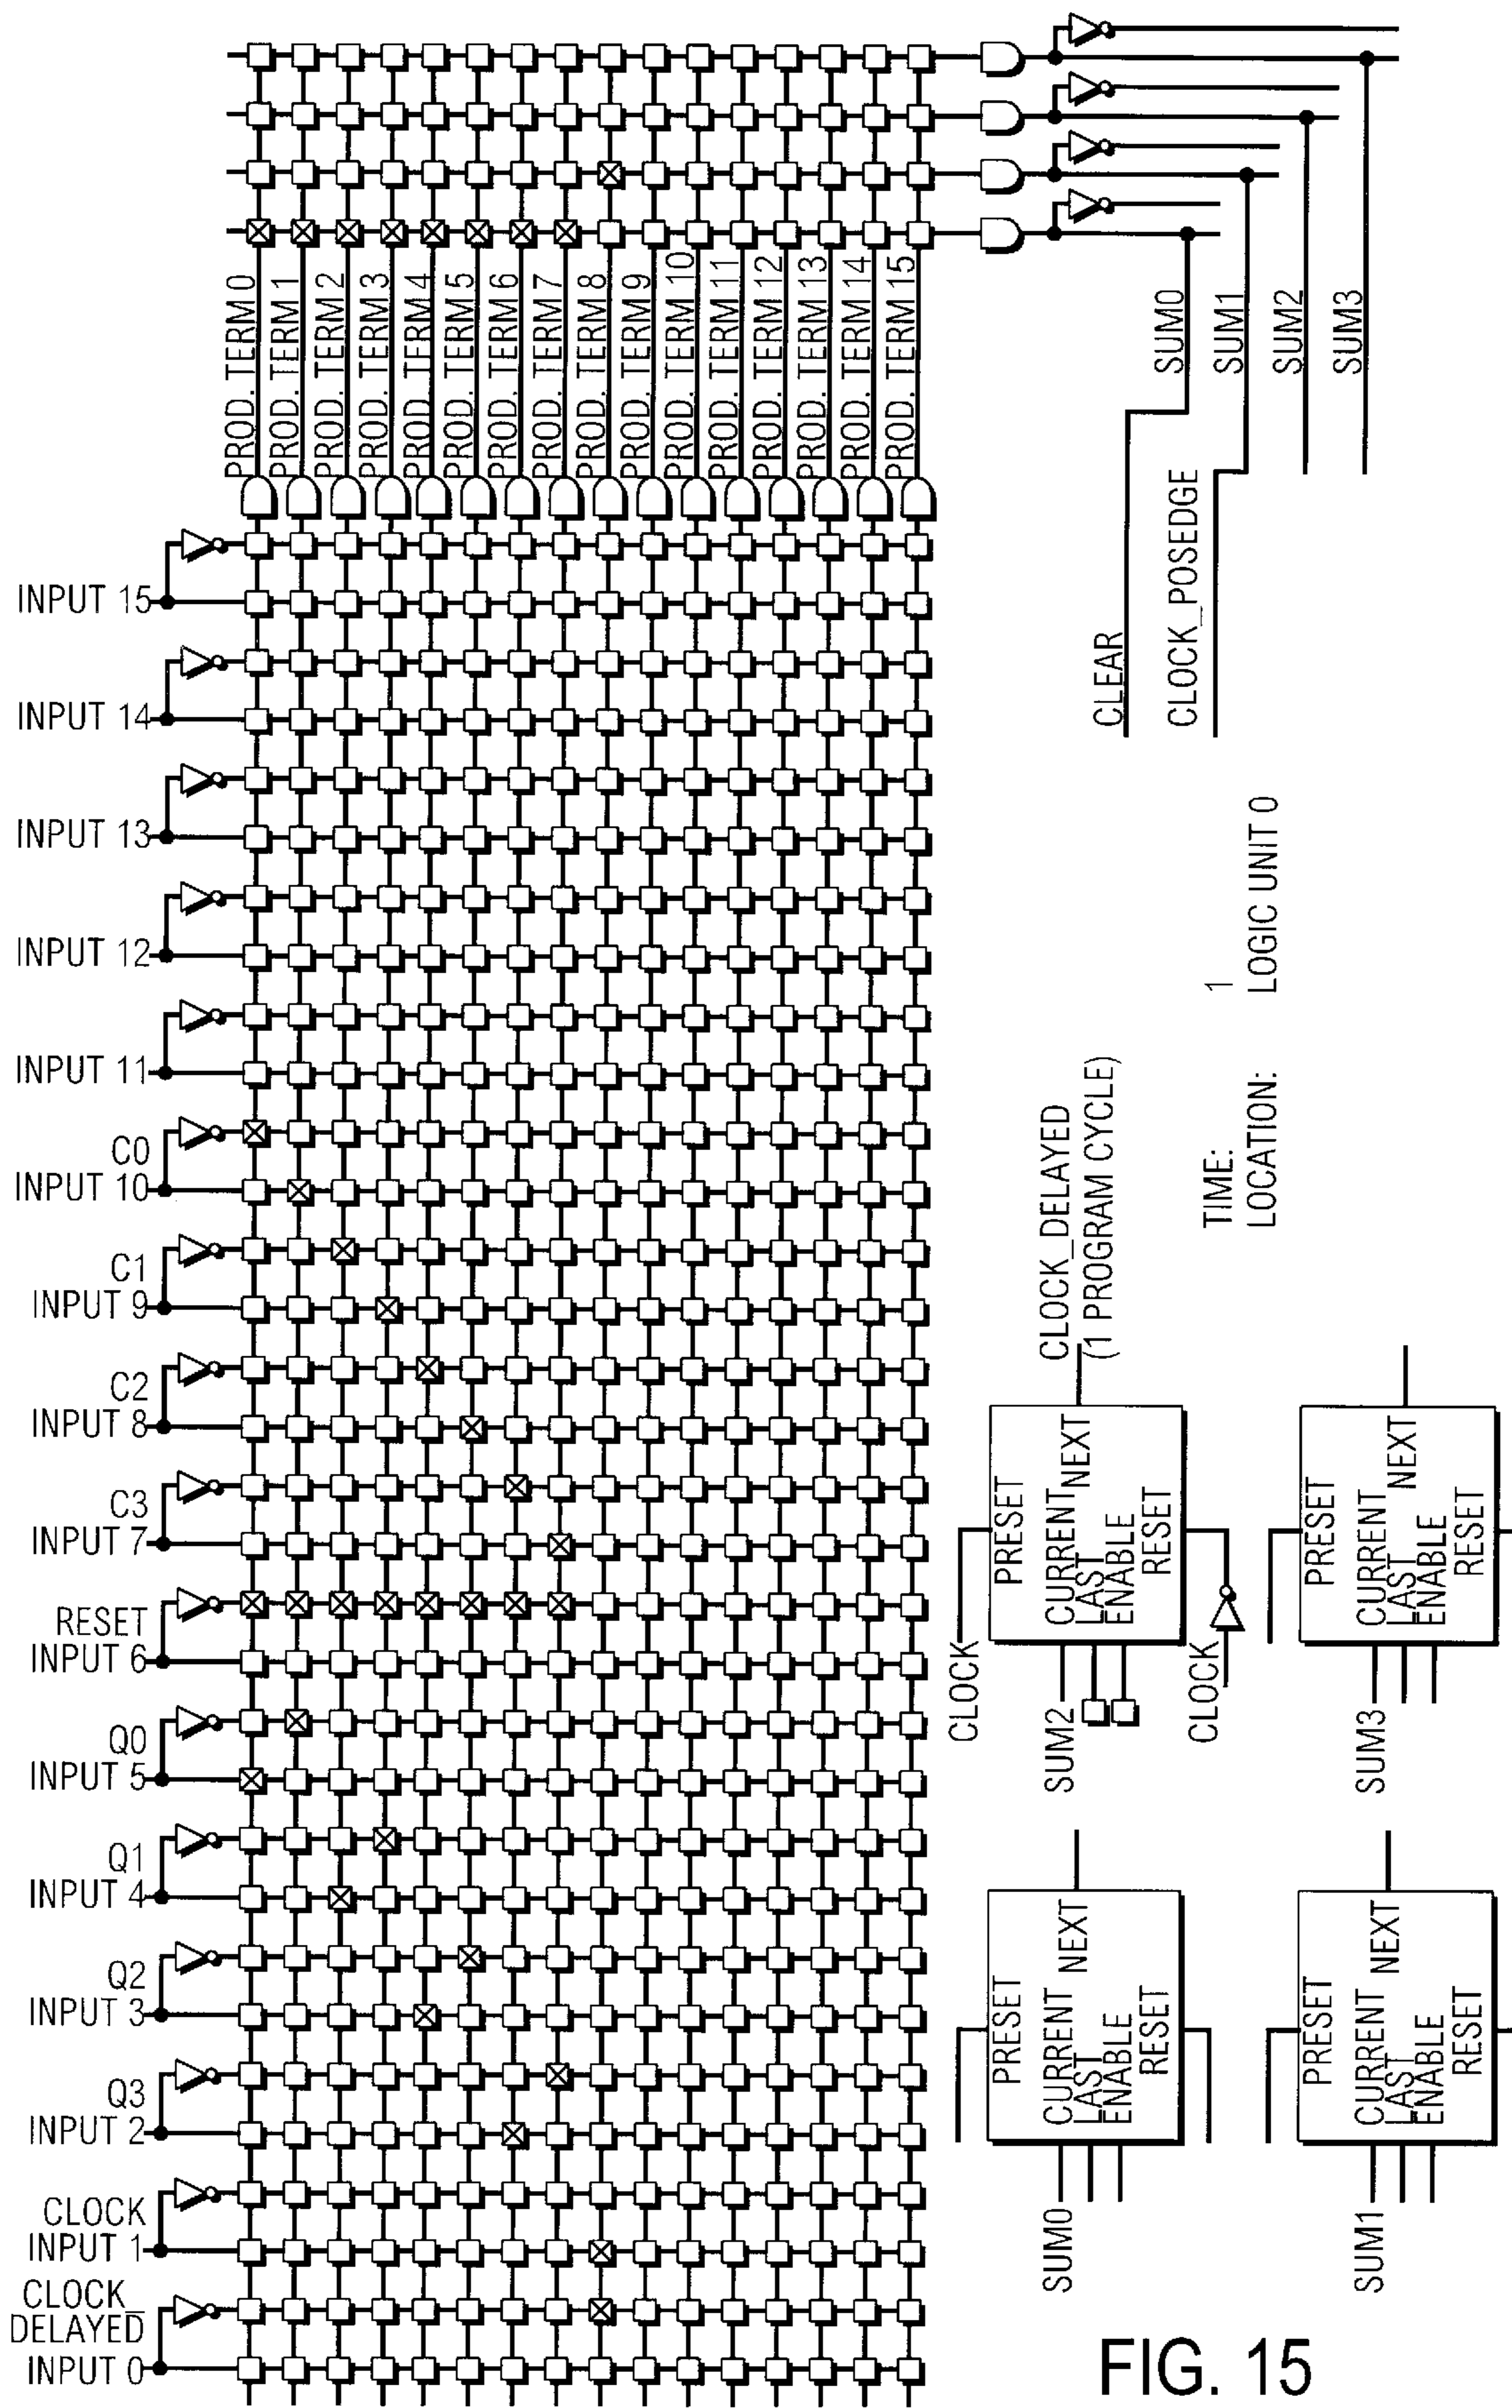 PROD. TERM 0
PROD. TERM 1
PROD. TERM 2
PROD. TERM 3
PROD. TERM 4
PROD. TERM 5
PROD. TERM 6
PROD. TERM 7
PROD. TERM 8
PROD. TERM 9
PROD. TERM 10
PROD. TERM 11
PROD. TERM 12
PROD. TERM 13
PROD. TERM 14
PROD. TERM 15
SUM0
SUM1
SUM2
SUM3
CLEAR
CLOCK_POSEDGE
INPUT 15
INPUT 14
INPUT 13
INPUT 12
INPUT 11
C0
INPUT 10
C1
INPUT 9
C2
INPUT 8
C3
INPUT 7
RESET
INPUT 6
Q0
INPUT 5
Q1
INPUT 4
Q2
INPUT 3
Q3
INPUT 2
CLOCK
INPUT 1
CLOCK_
DELAYED
INPUT 0
TIME: 1
LOCATION: LOGIC UNIT 0
CLOCK_DELAYED
(1 PROGRAM CYCLE)
CLOCK
PRESET
SUM2
CURRENT
NEXT
LAST
ENABLE
RESET
CLOCK
PRESET
SUM3
CURRENT
NEXT
LAST
ENABLE
RESET
PRESET
SUM0
CURRENT
NEXT
LAST
ENABLE
RESET
PRESET
SUM1
CURRENT
NEXT
LAST
ENABLE
RESET
FIG. 15